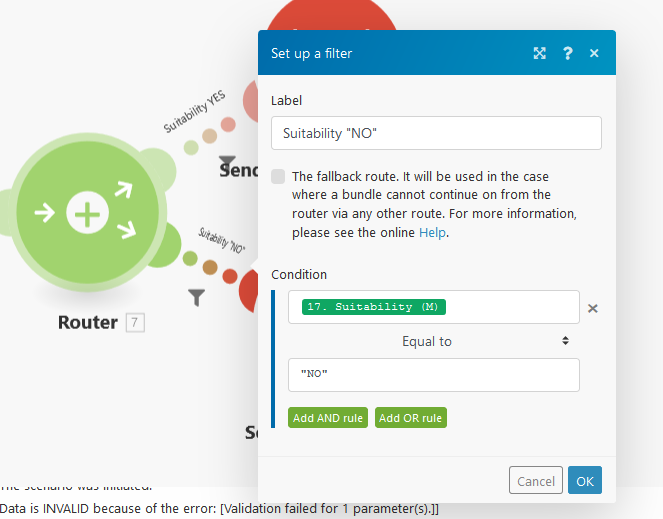 Set up a filter
?
Label
Suitability "NO"
The fallback route. It will be used in the case
where a bundle cannot continue on from the
router via any other route. For more information,
please see the online Help.
Condition
17. Suitability (M)
Equal to
"NO"
Add AND rule
Add OR rule
Cancel
OK
Suitability YES
Send
Suitability "NO"
Router
7
The scenario was initiated.
Data is INVALID because of the error: [Validation failed for 1 parameter(s).]]